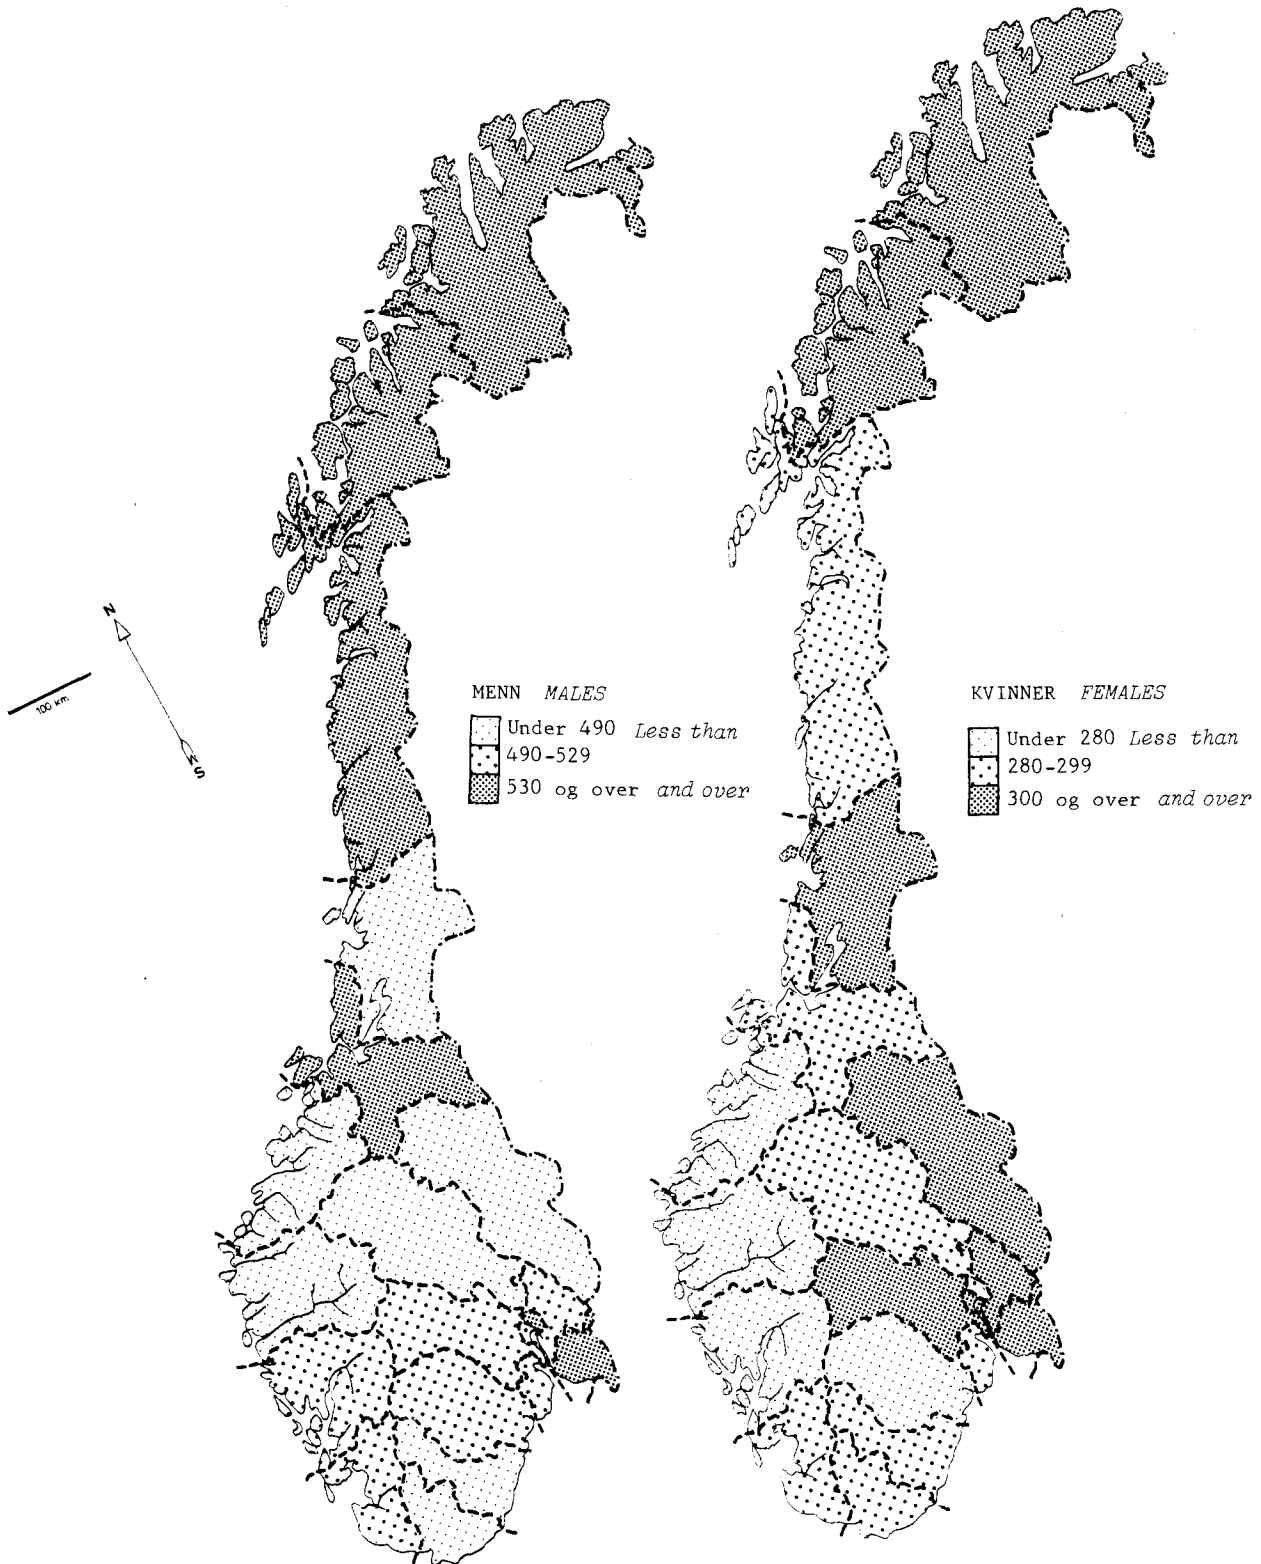 N
100 km
S
MENN MALES
Under 490 Less than
490-529
530 og over and over
KVINNER FEMALES
Under 280 Less than
280-299
300 og over and over